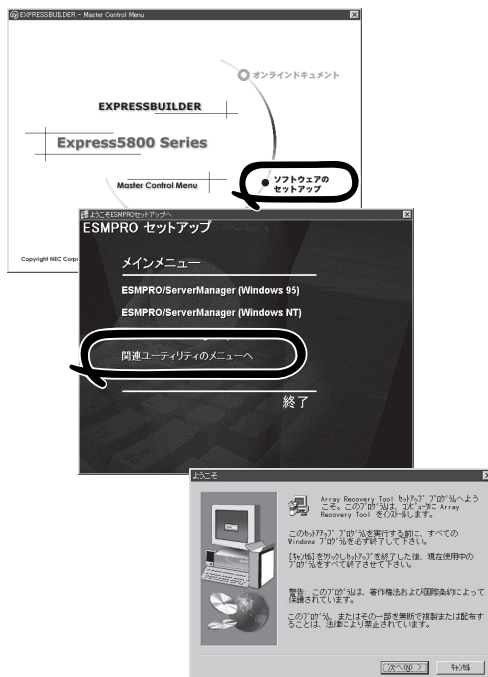 EXPRESSBUILDER - Master Control Menu
オンラインドキュメント
EXPRESSBUILDER
Express5800 Series
ソフトウェアの
セットアップ
Master Control Menu
Copyright NEC Corpo
ようこそESMPROセットアップへ
ESMPRO セットアップ
メインメニュー
ESMPRO/ServerManager (Windows 95)
ESMPRO/ServerManager (Windows NT)
関連ユーティリティのメニューへ
終了
ようこそ
Array Recovery Tool ｾｯﾄｱｯﾌﾟ ﾌﾟﾛｸﾞﾗﾑへよう
こそ。このﾌﾟﾛｸﾞﾗﾑは、ｺﾝﾋﾟｭｰﾀに Array
Recovery Tool をｲﾝｽﾄｰﾙします。
このｾｯﾄｱｯﾌﾟ ﾌﾟﾛｸﾞﾗﾑを実行する前に、すべての
Windows ﾌﾟﾛｸﾞﾗﾑを必ず終了して下さい。
[ｷｬﾝｾﾙ] をｸﾘｯｸしｾｯﾄｱｯﾌﾟを終了した後、現在使用中の
ﾌﾟﾛｸﾞﾗﾑをすべて終了させて下さい。
警告: このﾌﾟﾛｸﾞﾗﾑは、著作権法および国際条約によって
保護されています。
このﾌﾟﾛｸﾞﾗﾑ、またはその一部を無断で複製または配布す
ることは、法律により禁止されています。
次へ(N) >
ｷｬﾝｾﾙ